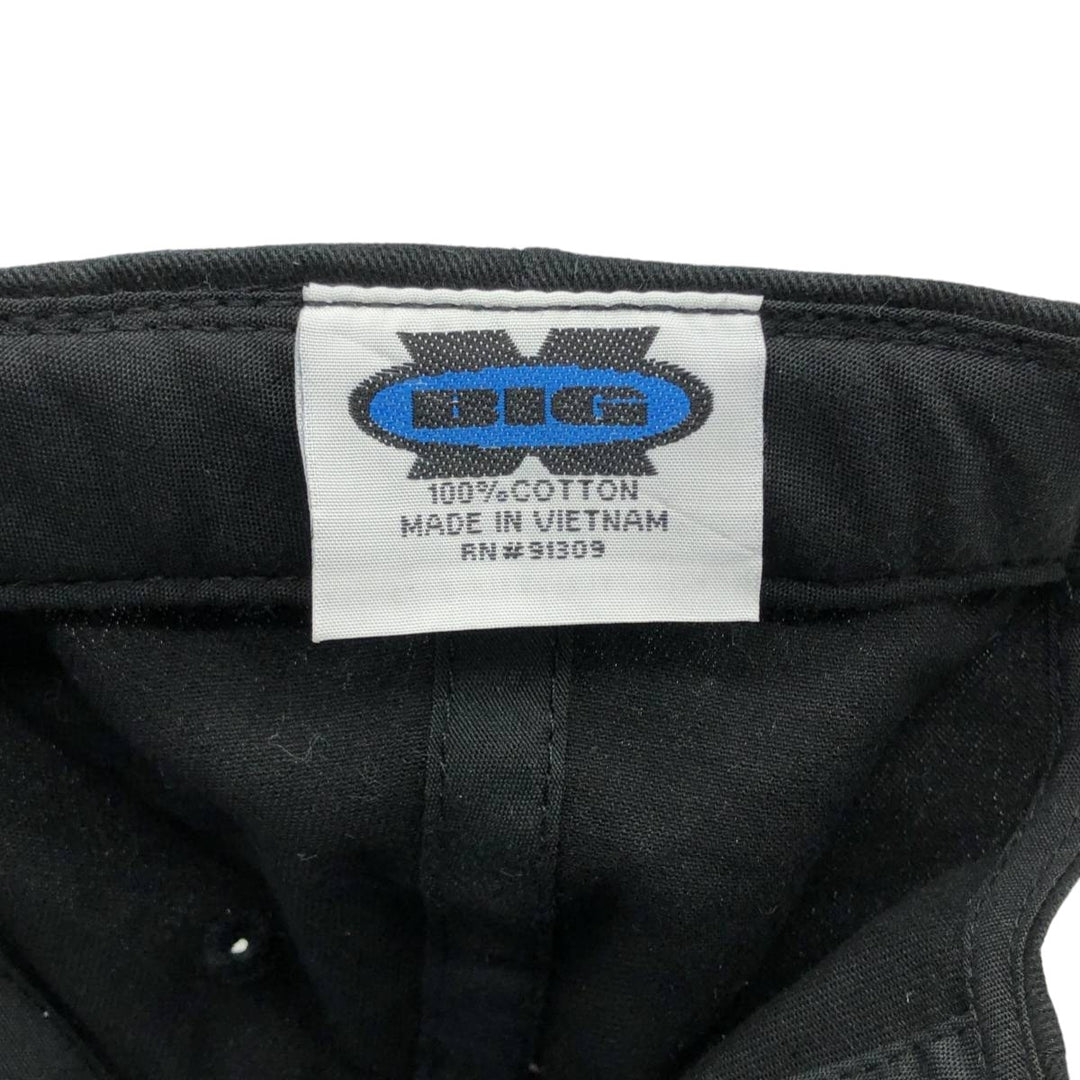 BIG X
100% COTTON
MADE IN VIETNAM
RN # 91309